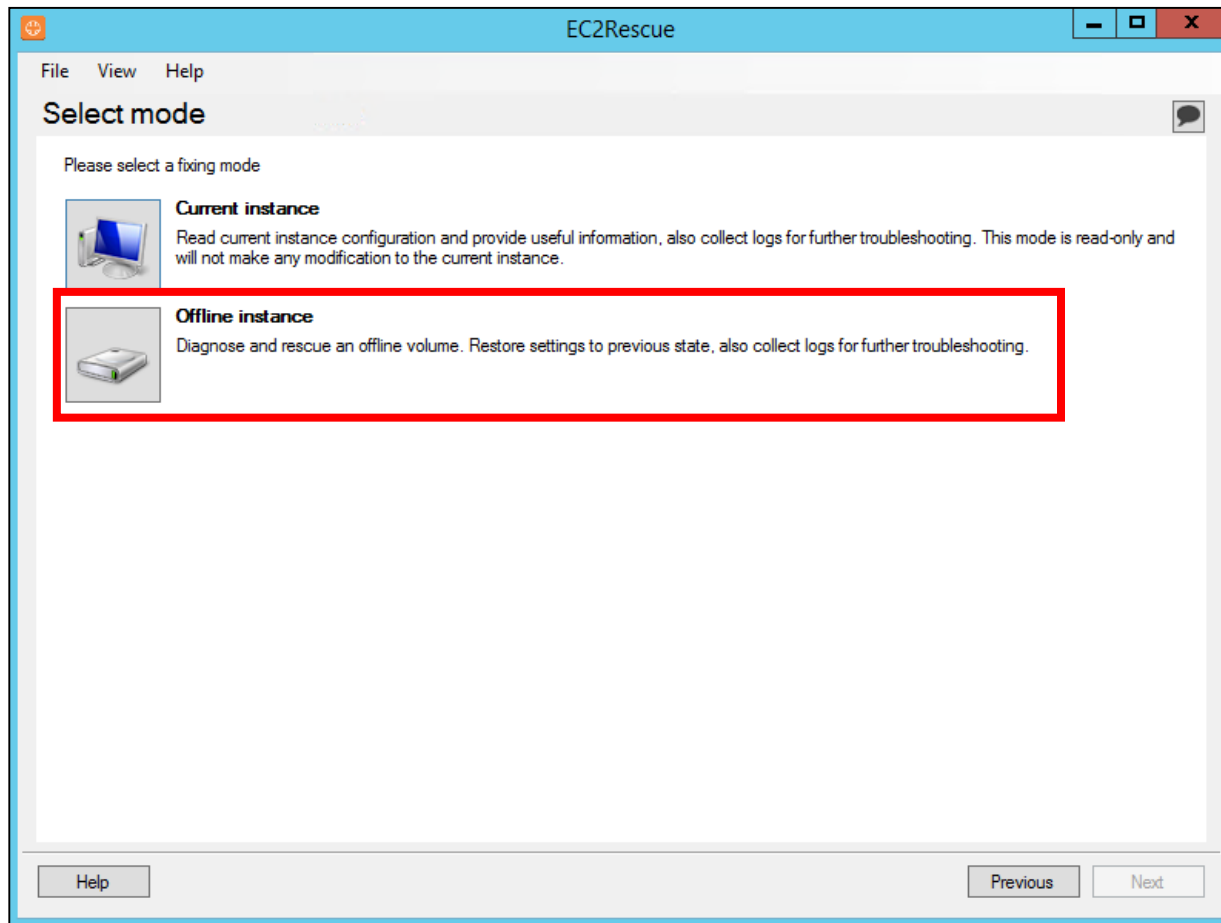 EC2Rescue
File View Help
Select mode
Please select a fixing mode
Current instance
Read current instance configuration and provide useful information, also collect logs for further troubleshooting. This mode is read-only and
will not make any modification to the current instance.
Offline instance
Diagnose and rescue an offline volume. Restore settings to previous state, also collect logs for further troubleshooting.
Help Previous Next